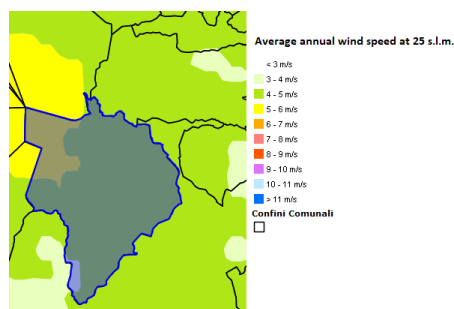 Average annual wind speed at 25 s.l.m.
< 3 m/s
3 - 4 m/s
4 - 5 m/s
5 - 6 m/s
6 - 7 m/s
7 - 8 m/s
8 - 9 m/s
9 - 10 m/s
10 - 11 m/s
> 11 m/s
Confini Comunali